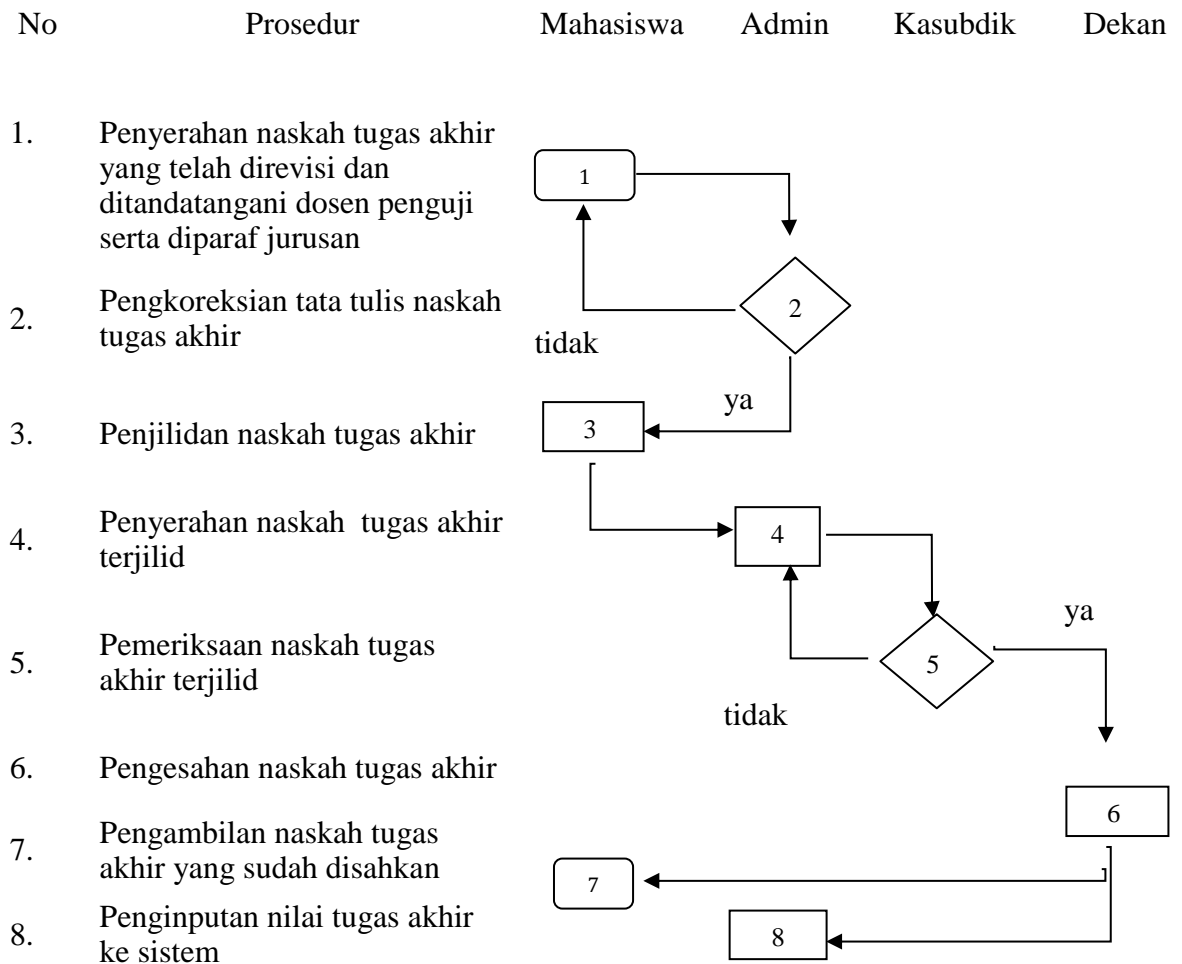 No Prosedur Mahasiswa Admin Kasubdik Dekan
1. Penyerahan naskah tugas akhir
yang telah direvisi dan
ditandatangani dosen penguji
serta diparaf jurusan
1
2. Pengkoreksian tata tulis naskah
tugas akhir
2
tidak
ya
3. Penjilidan naskah tugas akhir
3
4. Penyerahan naskah tugas akhir
terjilid
4
ya
5. Pemeriksaan naskah tugas
akhir terjilid
5
tidak
6. Pengesahan naskah tugas akhir
6
7. Pengambilan naskah tugas
akhir yang sudah disahkan
7
8. Penginputan nilai tugas akhir
ke sistem
8